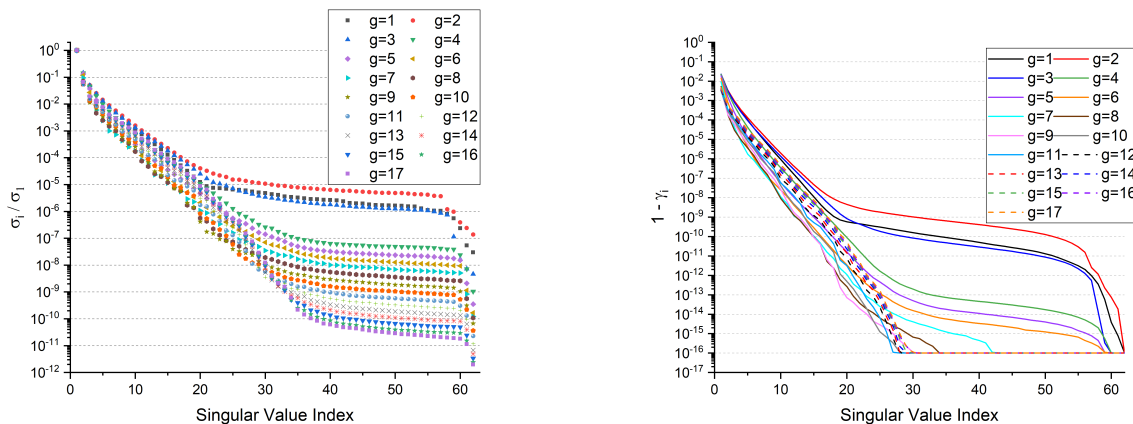 g=1 g=2
g=3 g=4
g=5 g=6
g=7 g=8
g=9 g=10
g=11 g=12
g=13 g=14
g=15 g=16
g=17
10⁰
10⁻¹
10⁻²
10⁻³
10⁻⁴
10⁻⁵
10⁻⁶
10⁻⁷
10⁻⁸
10⁻⁹
10⁻¹⁰
10⁻¹¹
10⁻¹²
σᵢ / σ₁
0 10 20 30 40 50 60
Singular Value Index
g=1 g=2
g=3 g=4
g=5 g=6
g=7 g=8
g=9 g=10
g=11 g=12
g=13 g=14
g=15 g=16
g=17
10⁰
10⁻¹
10⁻²
10⁻³
10⁻⁴
10⁻⁵
10⁻⁶
10⁻⁷
10⁻⁸
10⁻⁹
10⁻¹⁰
10⁻¹¹
10⁻¹²
10⁻¹³
10⁻¹⁴
10⁻¹⁵
10⁻¹⁶
10⁻¹⁷
1 - γᵢ
0 10 20 30 40 50 60
Singular Value Index